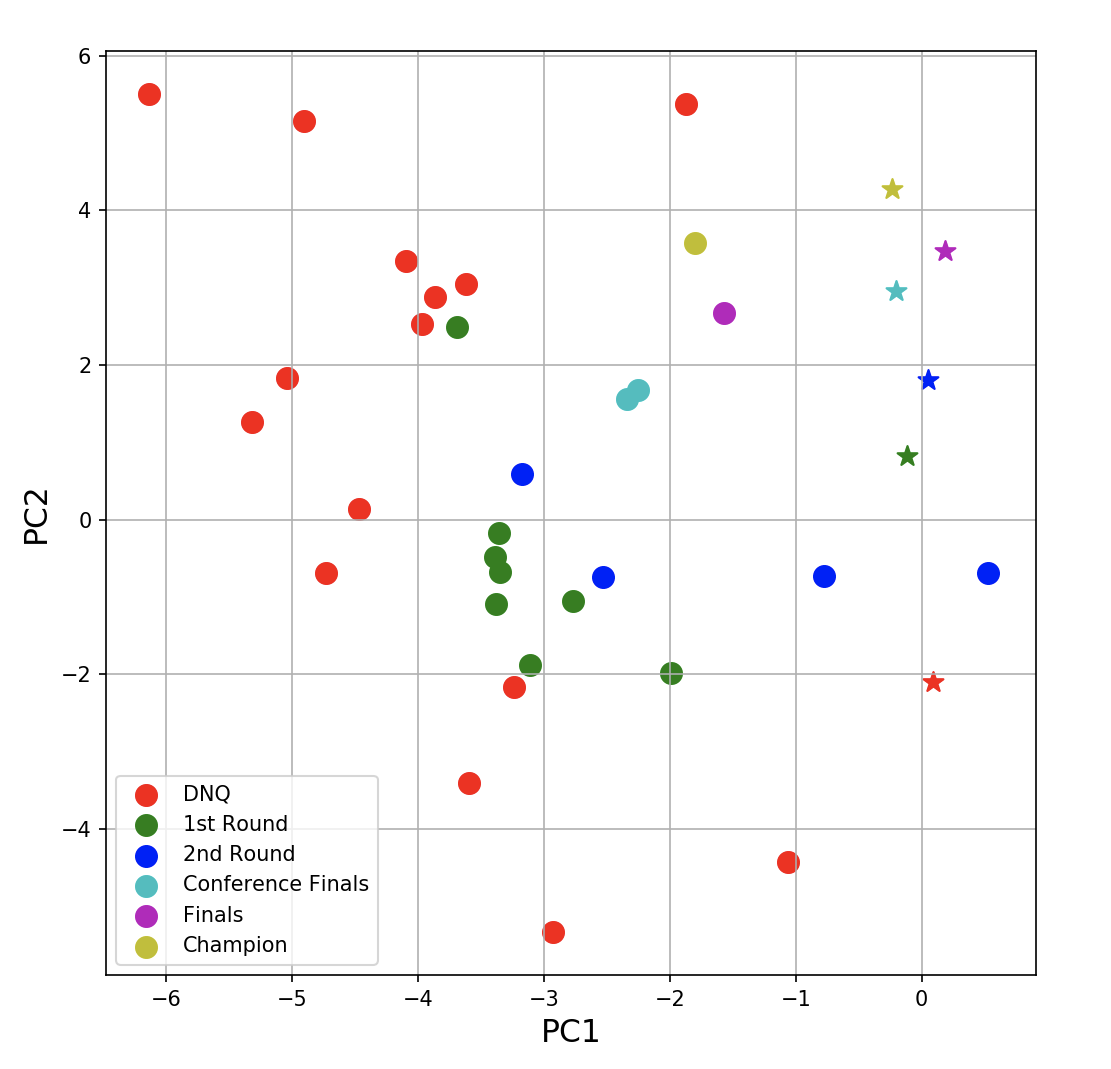 6
4
2
0
−2
−4
PC2
DNQ
1st Round
2nd Round
Conference Finals
Finals
Champion
−6 −5 −4 −3 −2 −1 0
PC1